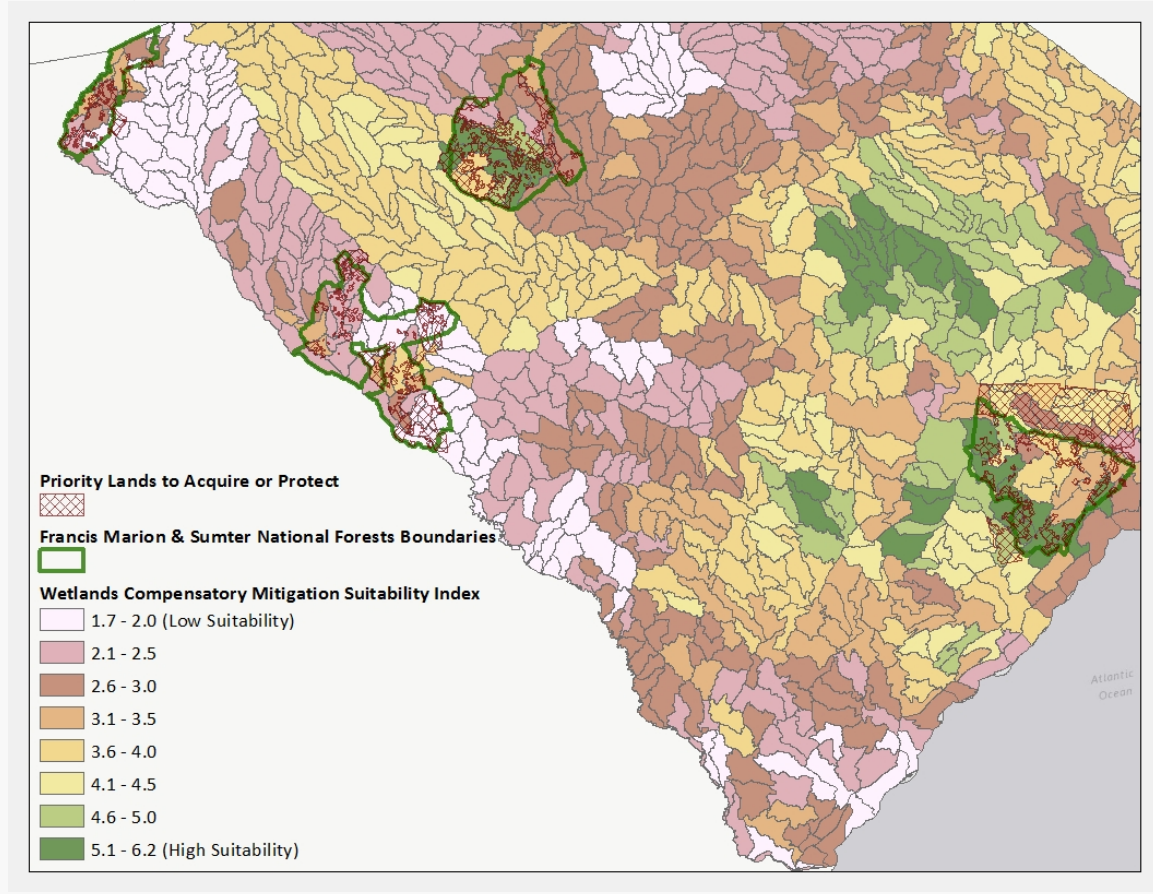 Priority Lands to Acquire or Protect
Francis Marion & Sumter National Forests Boundaries
Wetlands Compensatory Mitigation Suitability Index
1.7 - 2.0 (Low Suitability)
2.1 - 2.5
2.6 - 3.0
3.1 - 3.5
3.6 - 4.0
4.1 - 4.5
4.6 - 5.0
5.1 - 6.2 (High Suitability)
Atlantic
Ocean